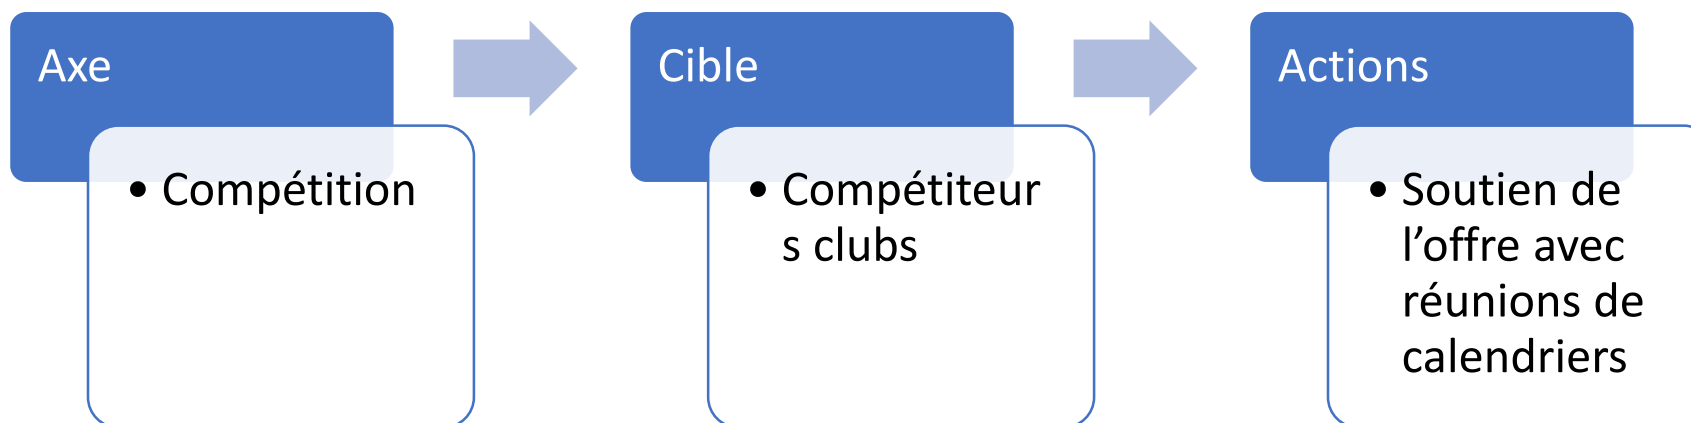 Axe
• Compétition
Cible
• Compétiteur
s clubs
Actions
• Soutien de
l’offre avec
réunions de
calendriers